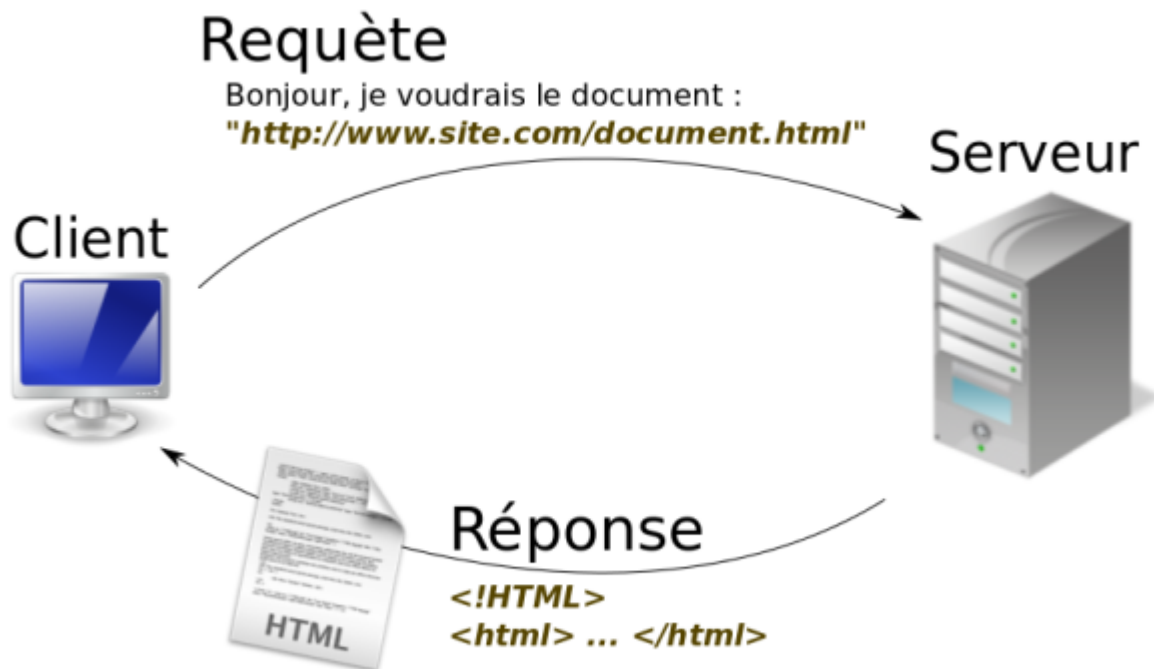 Requète
Bonjour, je voudrais le document :
"http://www.site.com/document.html"
Serveur
Client
Réponse
<!HTML>
<html> ... </html>
HTML